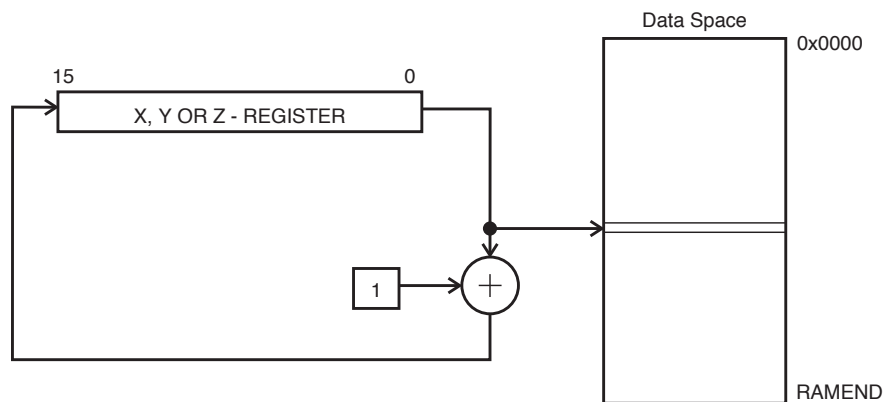 Data Space
0x0000
15
0
X, Y OR Z - REGISTER
1
+
RAMEND